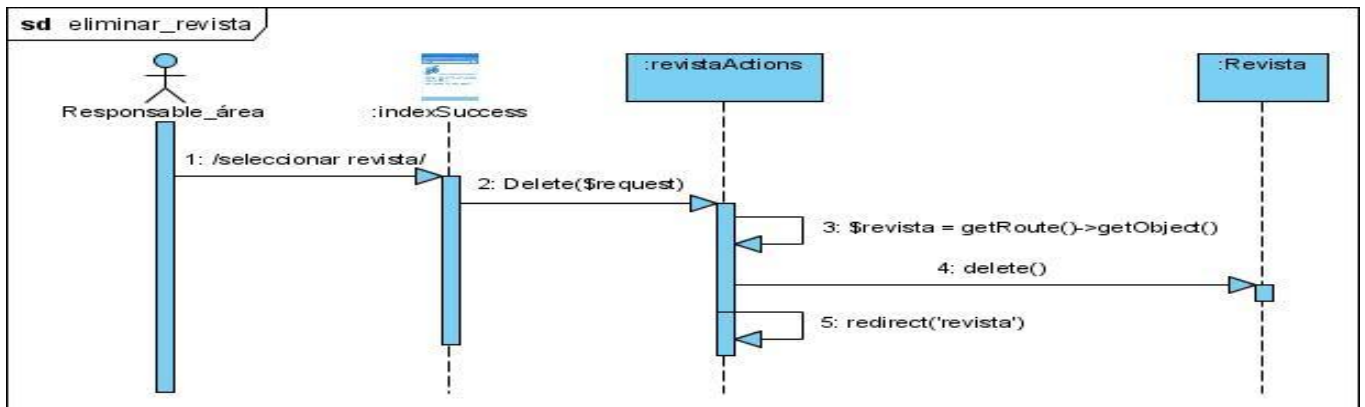 sd eliminar_revista
Responsable_área
:indexSuccess
:revistaActions
:Revista
1: /seleccionar revista/
2: Delete($request)
3: $revista = getRoute()->getObject()
4: delete()
5: redirect('revista')